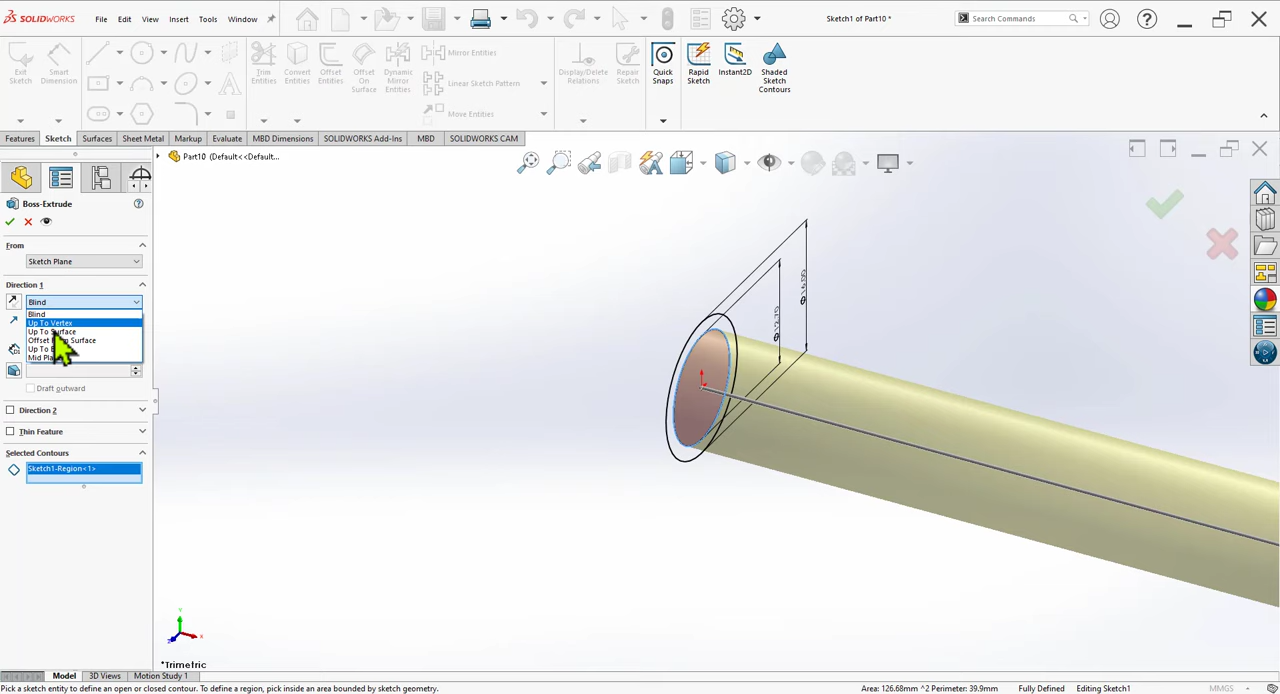 SOLIDWORKS File Edit View Insert Tools Window Sketch1 of Part10 * Search Commands
Exit Sketch
Smart Dimension
Trim Entities
Convert Entities
Offset Entities
Offset On Surface
Dynamic Mirror Entities
Mirror Entities
Linear Sketch Pattern
Move Entities
Display/Delete Relations
Repair Sketch
Quick Snaps
Rapid Sketch
Instant2D
Shaded Sketch Contours
Features Sketch Surfaces Sheet Metal Markup Evaluate MBD Dimensions SOLIDWORKS Add-Ins MBD SOLIDWORKS CAM
Part10 (Default<<Default...
Boss-Extrude
From
Sketch Plane
Direction 1
Blind
Blind
Up To Vertex
Up To Surface
Surface
Up To
Mid
Draft outward
Direction 2
Thin Feature
Selected Contours
Sketch1-Region<1>
*Trimetric
Model 3D Views Motion Study 1
Pick a sketch entity to define an open or closed contour. To define a region, pick inside an area bounded by sketch geometry. Area: 126.68mm ^2 Perimeter: 39.9mm Fully Defined Editing Sketch1 MMGS